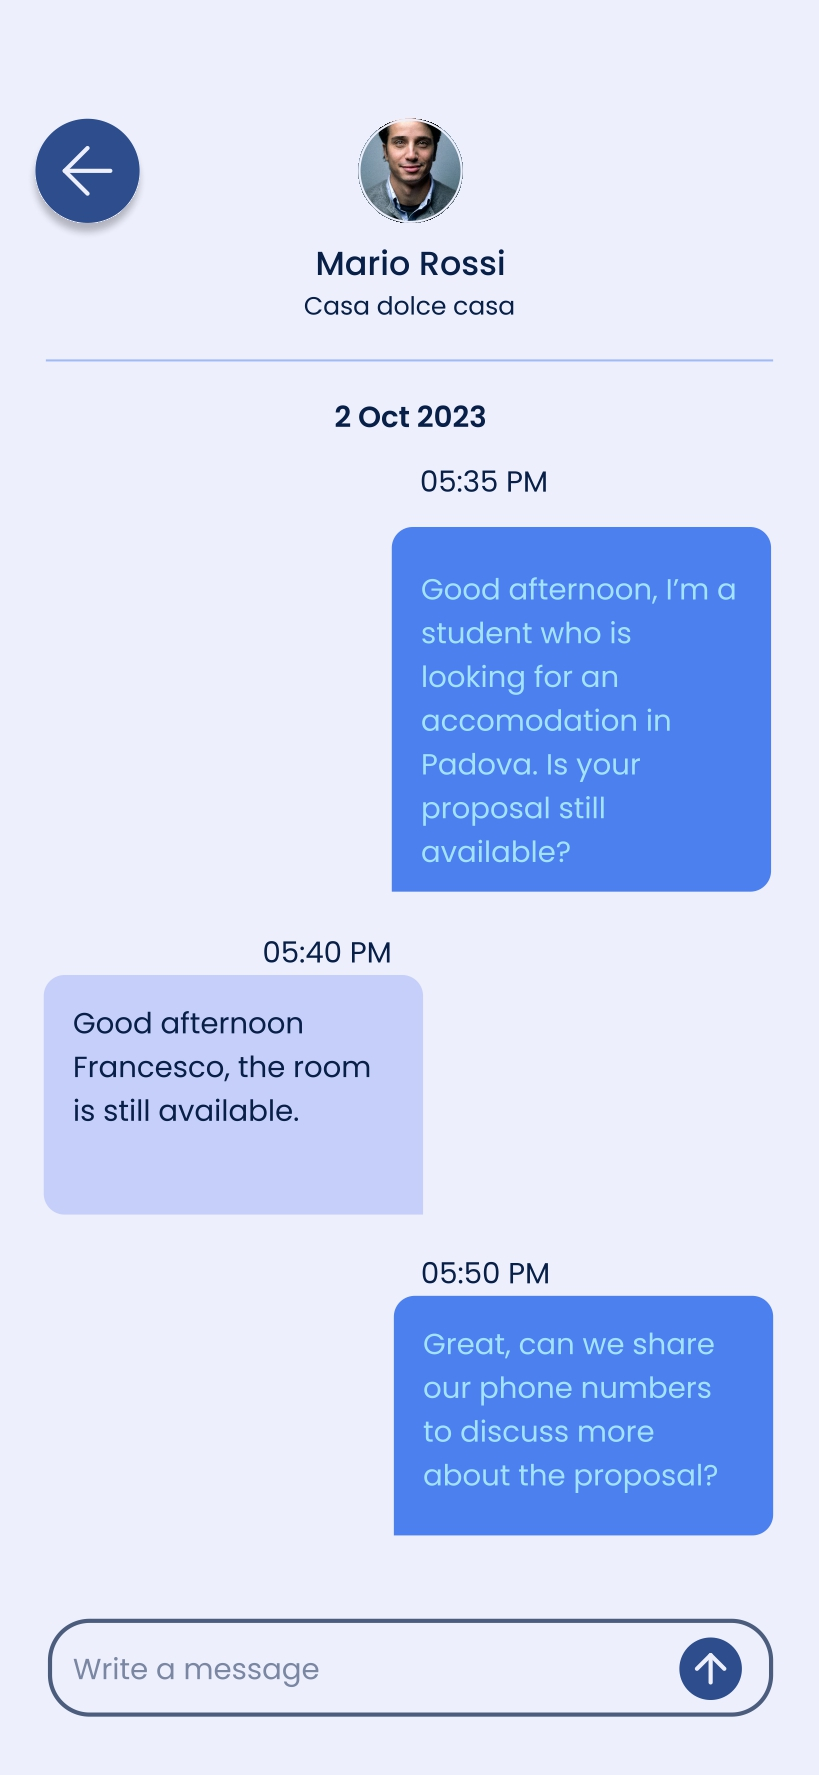 Mario Rossi
Casa dolce casa
2 Oct 2023
05:35 PM
Good afternoon, I’m a
student who is
looking for an
accomodation in
Padova. Is your
proposal still
available?
05:40 PM
Good afternoon
Francesco, the room
is still available.
05:50 PM
Great, can we share
our phone numbers
to discuss more
about the proposal?
Write a message